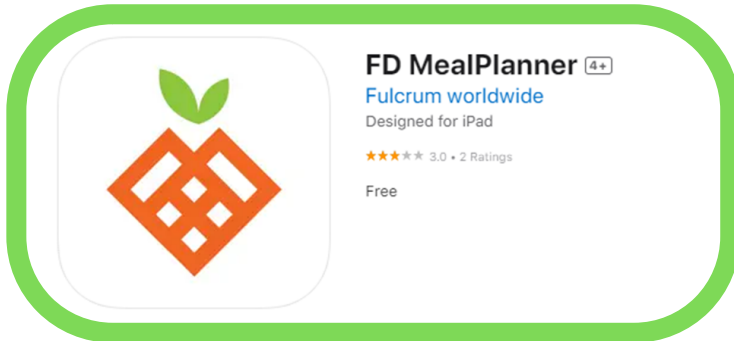 FD MealPlanner 4+
Fulcrum worldwide
Designed for iPad
★★★★★ 3.0 • 2 Ratings
Free